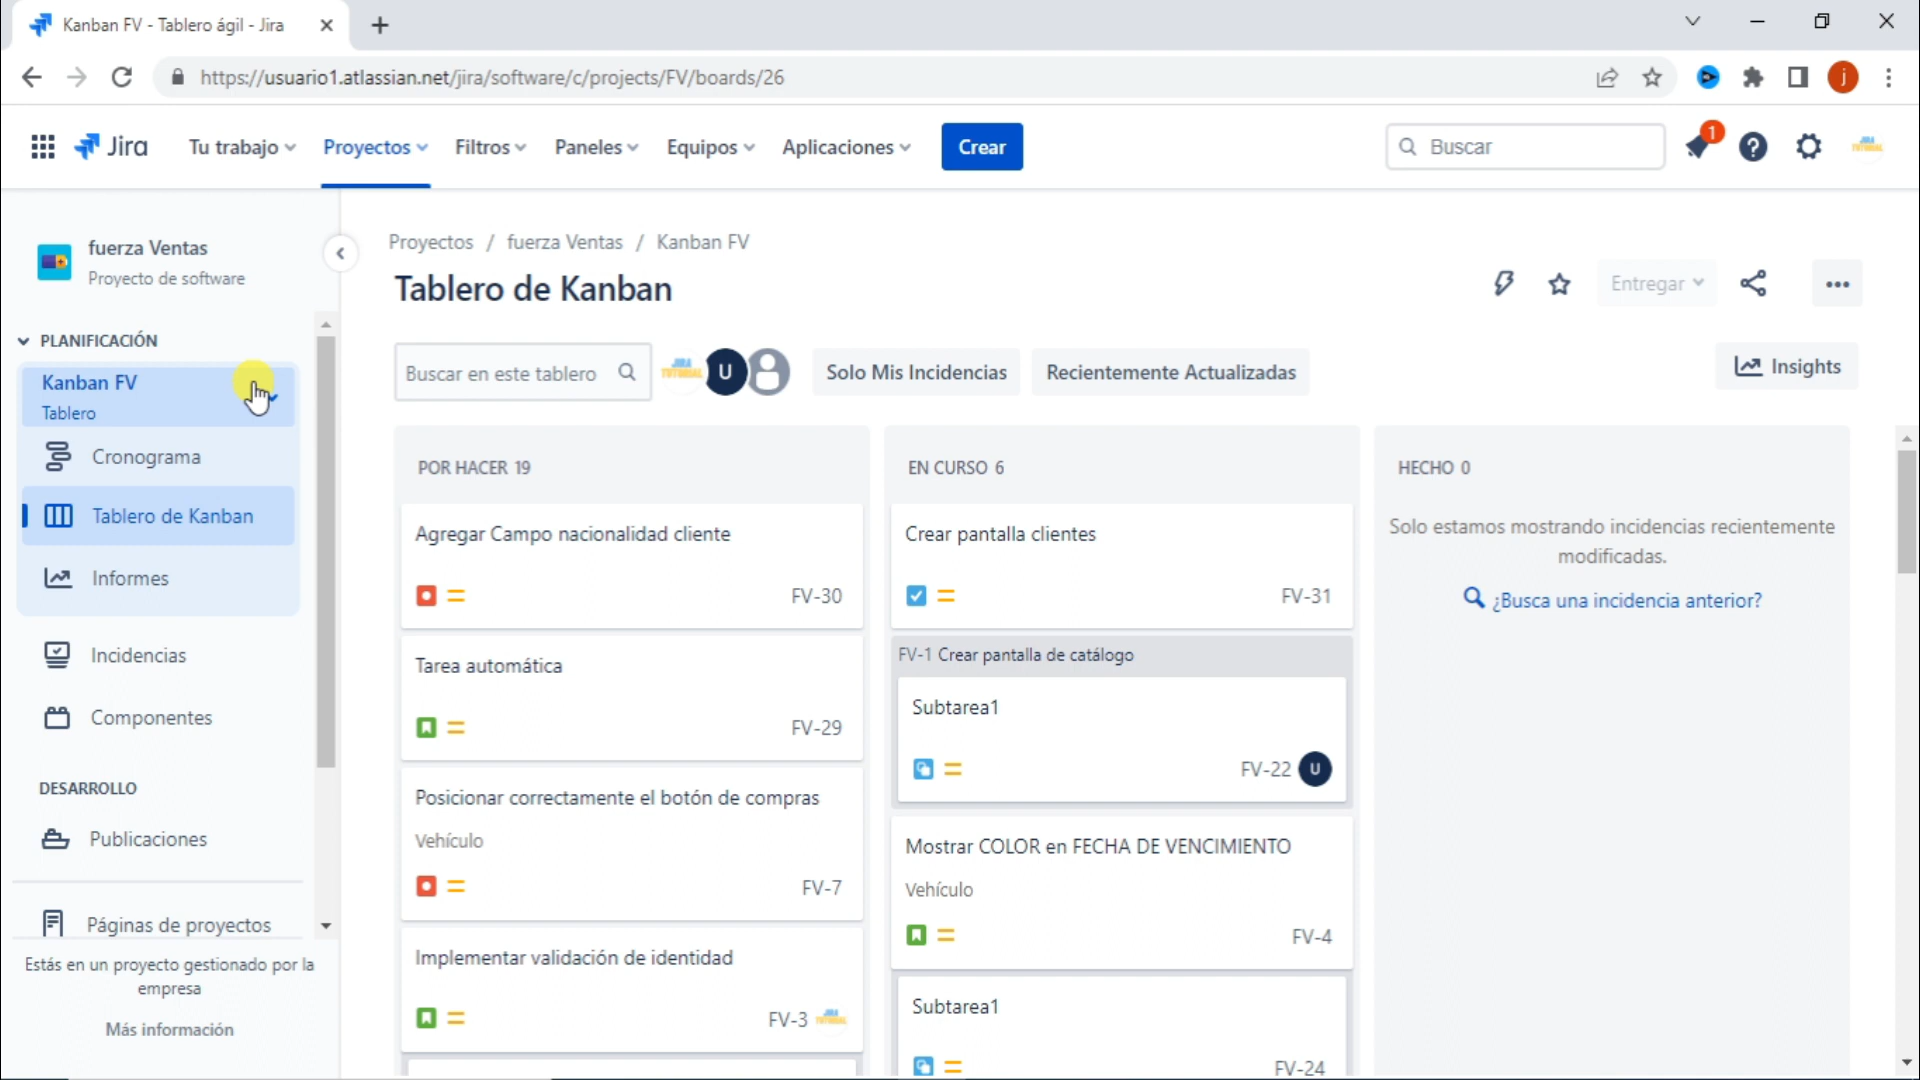 Kanban FV - Tablero ágil - Jira
https://usuario1.atlassian.net/jira/software/c/projects/FV/boards/26
j
Jira
Tu trabajo
Proyectos
Filtros
Paneles
Equipos
Aplicaciones
Crear
Buscar
1
JIRA TUTORIAL
fuerza Ventas
Proyecto de software
Proyectos / fuerza Ventas / Kanban FV
Tablero de Kanban
Entregar
PLANIFICACIÓN
Kanban FV
Tablero
Cronograma
Tablero de Kanban
Informes
Incidencias
Componentes
DESARROLLO
Publicaciones
Páginas de proyectos
Estás en un proyecto gestionado por la
empresa
Más información
Buscar en este tablero
JIRA TUTORIAL
U
Solo Mis Incidencias
Recientemente Actualizadas
Insights
POR HACER 19
Agregar Campo nacionalidad cliente
FV-30
Tarea automática
FV-29
Posicionar correctamente el botón de compras
Vehículo
FV-7
Implementar validación de identidad
FV-3
JIRA TUTORIAL
EN CURSO 6
Crear pantalla clientes
FV-31
FV-1 Crear pantalla de catálogo
Subtarea1
FV-22
U
Mostrar COLOR en FECHA DE VENCIMIENTO
Vehículo
FV-4
Subtarea1
FV-24
HECHO 0
Solo estamos mostrando incidencias recientemente
modificadas.
¿Busca una incidencia anterior?